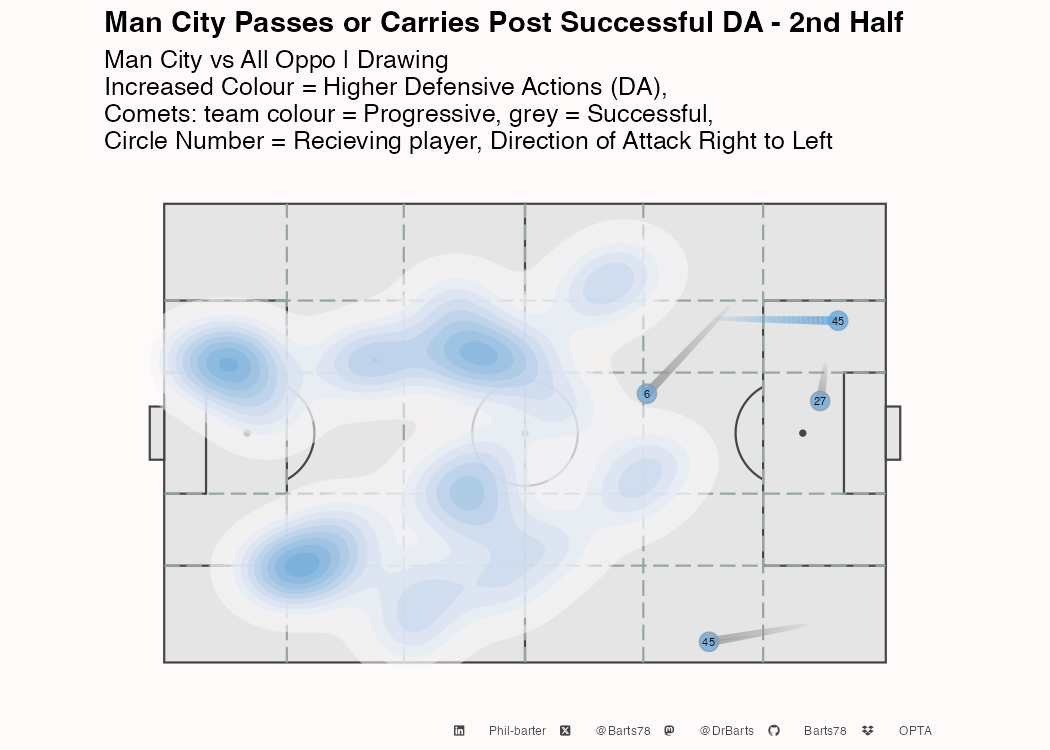 Man City Passes or Carries Post Successful DA - 2nd Half
Man City vs All Oppo | Drawing
Increased Colour = Higher Defensive Actions (DA),
Comets: team colour = Progressive, grey = Successful,
Circle Number = Recieving player, Direction of Attack Right to Left
45
6
27
45
Phil-barter @Barts78 @DrBarts Barts78 OPTA